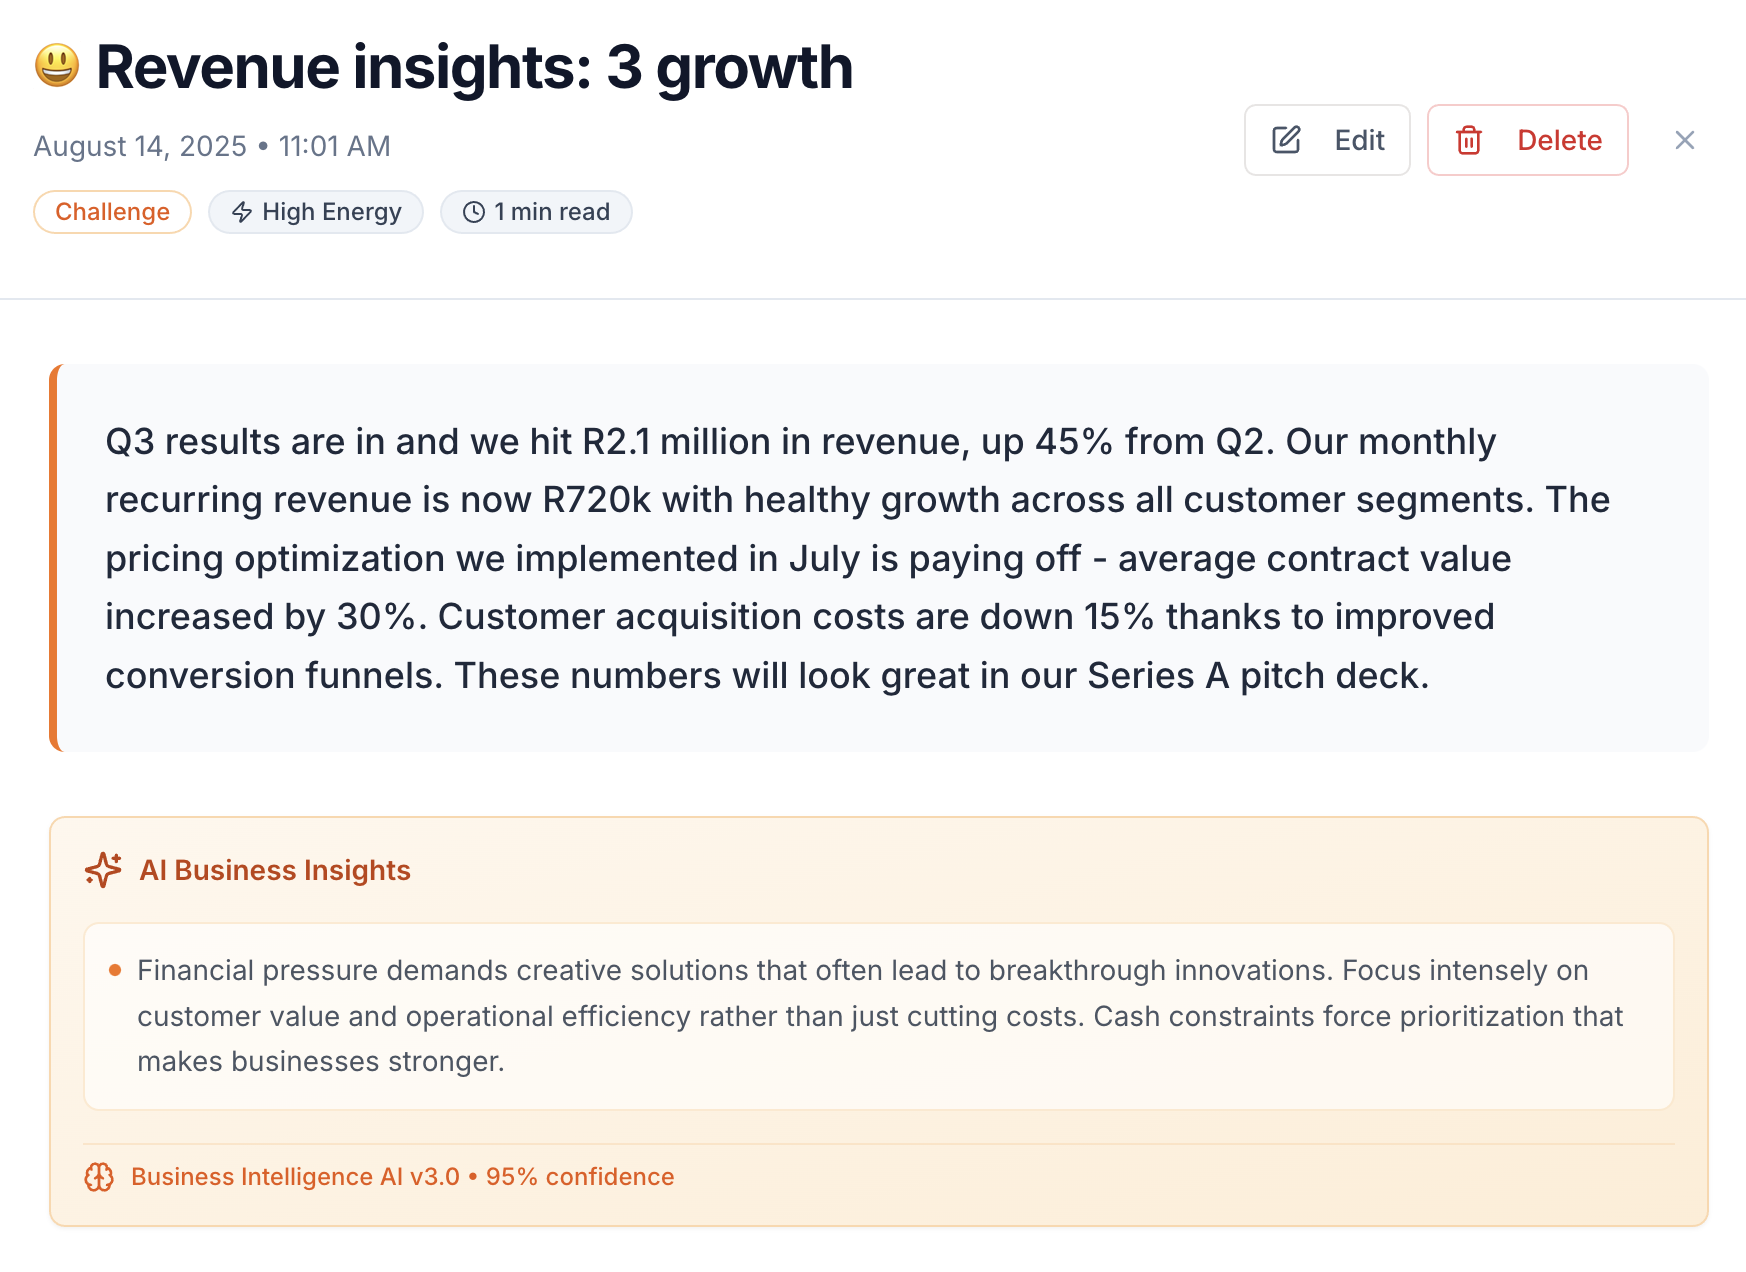 😃 Revenue insights: 3 growth
August 14, 2025 • 11:01 AM
Edit
Delete
Challenge
High Energy
1 min read
Q3 results are in and we hit R2.1 million in revenue, up 45% from Q2. Our monthly
recurring revenue is now R720k with healthy growth across all customer segments. The
pricing optimization we implemented in July is paying off - average contract value
increased by 30%. Customer acquisition costs are down 15% thanks to improved
conversion funnels. These numbers will look great in our Series A pitch deck.
AI Business Insights
• Financial pressure demands creative solutions that often lead to breakthrough innovations. Focus intensely on
customer value and operational efficiency rather than just cutting costs. Cash constraints force prioritization that
makes businesses stronger.
Business Intelligence AI v3.0 • 95% confidence